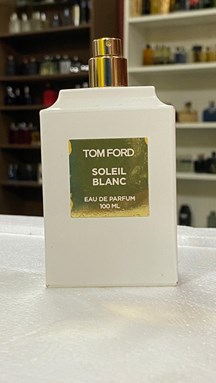 TOM FORD
SOLEIL
BLANC
EAU DE PARFUM
100 ML